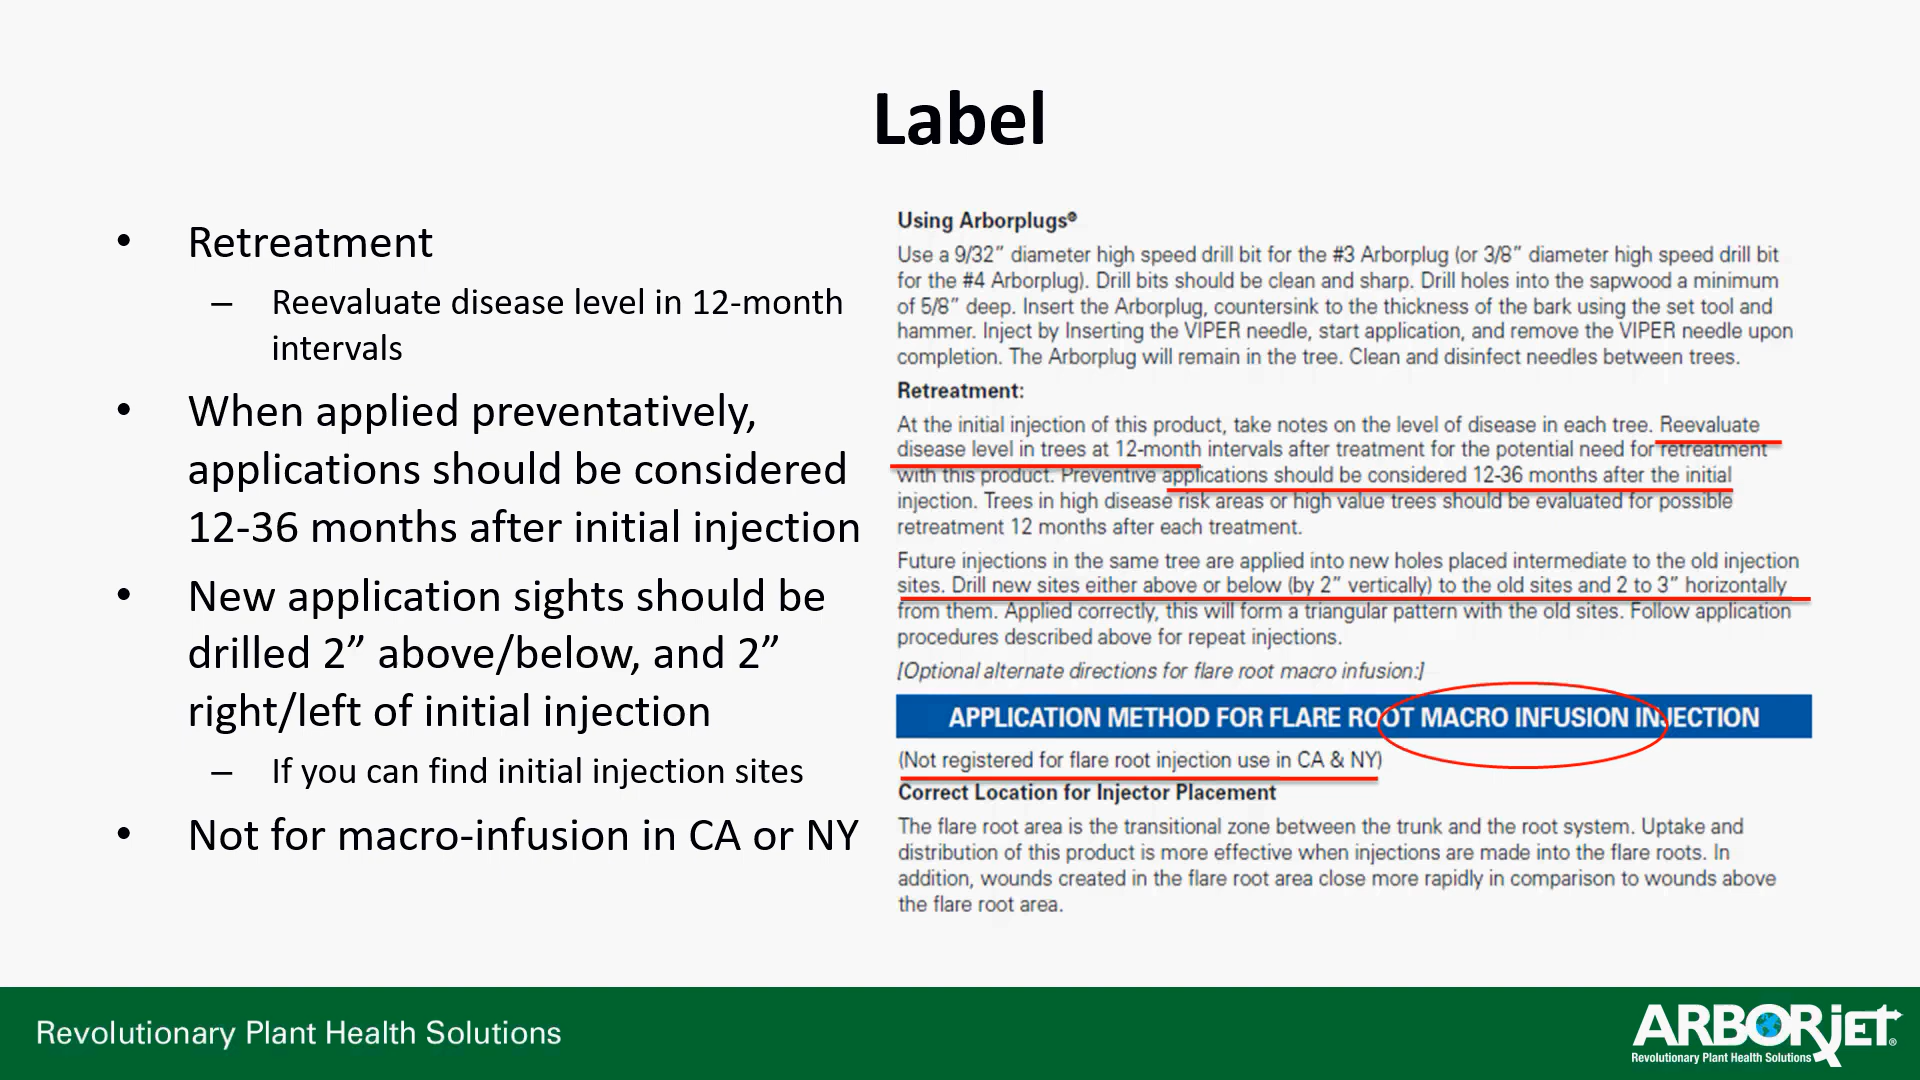 Label
• Retreatment
– Reevaluate disease level in 12-month
intervals
• When applied preventatively,
applications should be considered
12-36 months after initial injection
• New application sights should be
drilled 2” above/below, and 2”
right/left of initial injection
– If you can find initial injection sites
• Not for macro-infusion in CA or NY
Using Arborplugs®
Use a 9/32” diameter high speed drill bit for the #3 Arborplug (or 3/8” diameter high speed drill bit
for the #4 Arborplug). Drill bits should be clean and sharp. Drill holes into the sapwood a minimum
of 5/8” deep. Insert the Arborplug, countersink to the thickness of the bark using the set tool and
hammer. Inject by Inserting the VIPER needle, start application, and remove the VIPER needle upon
completion. The Arborplug will remain in the tree. Clean and disinfect needles between trees.
Retreatment:
At the initial injection of this product, take notes on the level of disease in each tree. Reevaluate
disease level in trees at 12-month intervals after treatment for the potential need for retreatment
with this product. Preventive applications should be considered 12-36 months after the initial
injection. Trees in high disease risk areas or high value trees should be evaluated for possible
retreatment 12 months after each treatment.
Future injections in the same tree are applied into new holes placed intermediate to the old injection
sites. Drill new sites either above or below (by 2” vertically) to the old sites and 2 to 3” horizontally
from them. Applied correctly, this will form a triangular pattern with the old sites. Follow application
procedures described above for repeat injections.
[Optional alternate directions for flare root macro infusion:]
APPLICATION METHOD FOR FLARE ROOT MACRO INFUSION INJECTION
(Not registered for flare root injection use in CA & NY)
Correct Location for Injector Placement
The flare root area is the transitional zone between the trunk and the root system. Uptake and
distribution of this product is more effective when injections are made into the flare roots. In
addition, wounds created in the flare root area close more rapidly in comparison to wounds above
the flare root area.
Revolutionary Plant Health Solutions
ARBORjet®
Revolutionary Plant Health Solutions